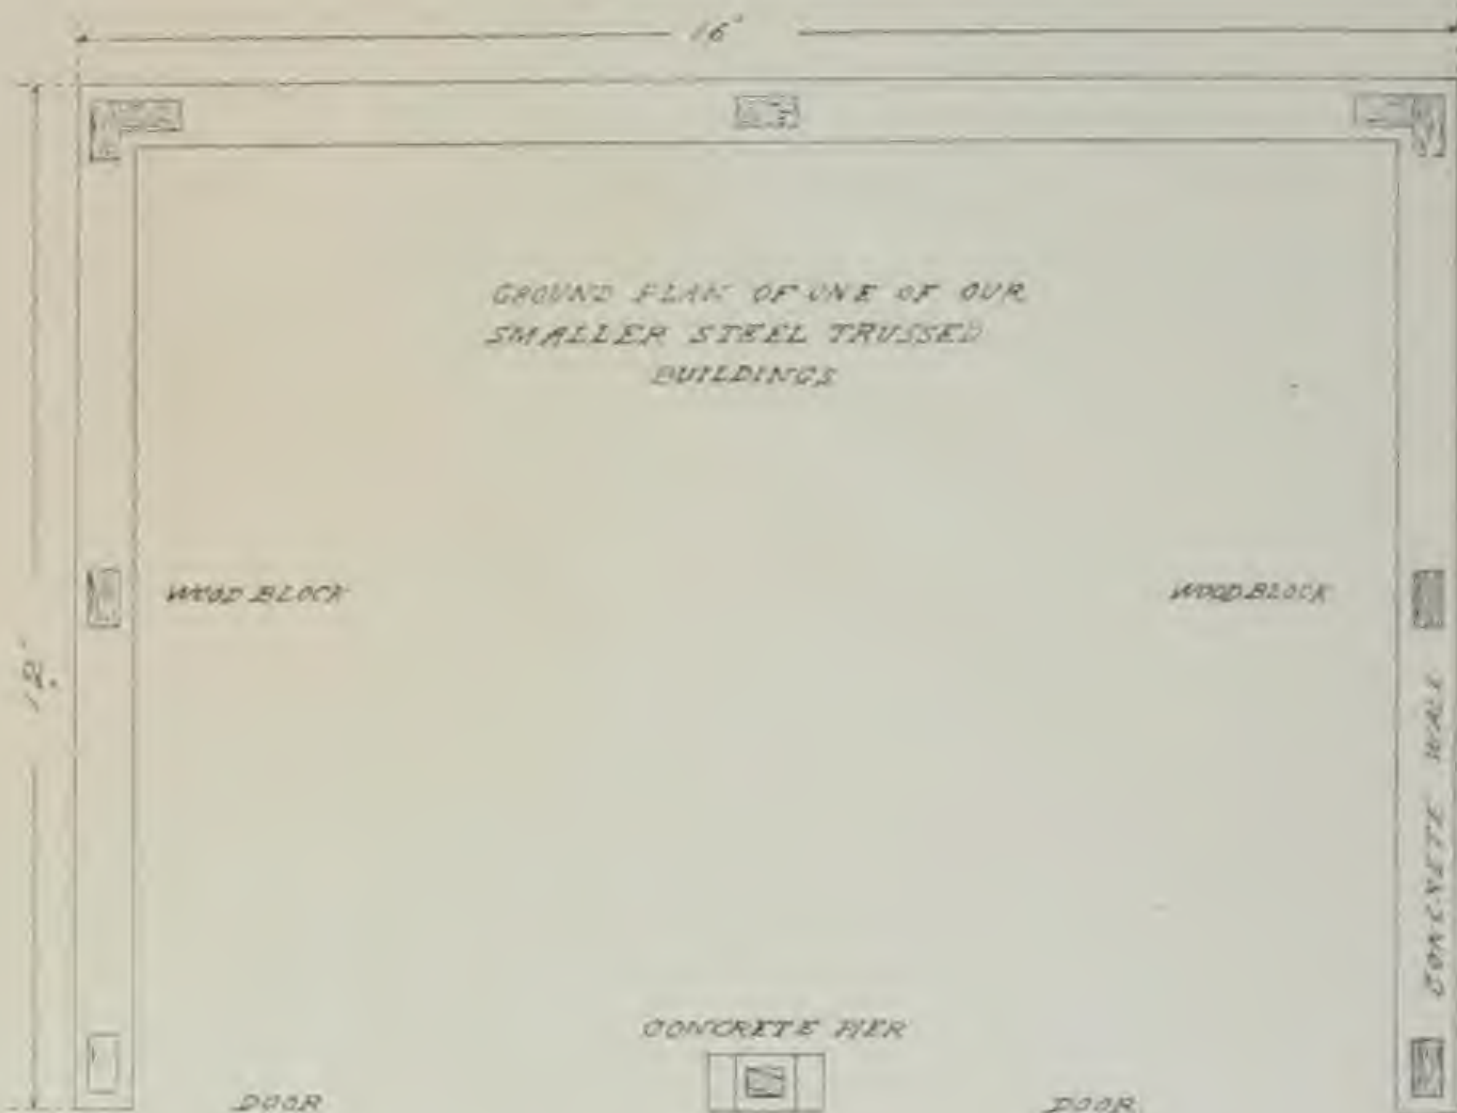 16'
GROUND PLAN OF ONE OF OUR
SMALLER STEEL TRUSSED
BUILDINGS
WOOD BLOCK
WOOD BLOCK
12'
CONCRETE WALL
CONCRETE PIER
DOOR
DOOR